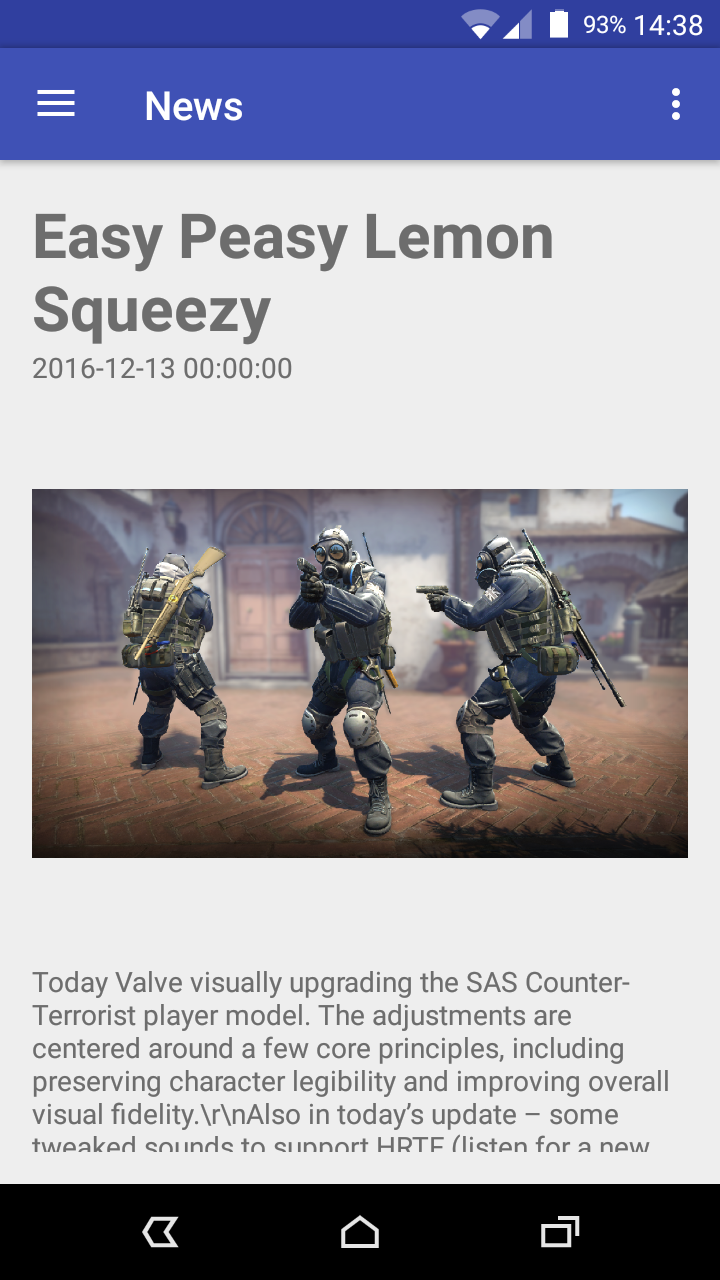 93% 14:38
News
Easy Peasy Lemon
Squeezy
2016-12-13 00:00:00
Today Valve visually upgrading the SAS Counter-
Terrorist player model. The adjustments are
centered around a few core principles, including
preserving character legibility and improving overall
visual fidelity.\r\nAlso in today’s update – some
tweaked sounds to support HRTF (listen for a new